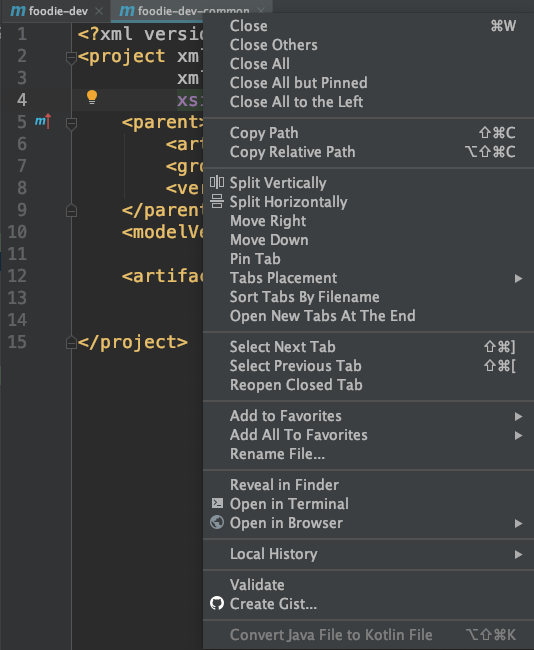 foodie-dev
foodie-dev-common
1 <?xml versio
2 <project xml
3 xml
4 xsi
5 <parent>
6 <art
7 <gro
8 <ver
9 </parent
10 <modelVe
11
12 <artifac
13
14
15 </project>
Close ⌘W
Close Others
Close All
Close All but Pinned
Close All to the Left
Copy Path ⇧⌘C
Copy Relative Path ⌥⇧⌘C
Split Vertically
Split Horizontally
Move Right
Move Down
Pin Tab
Tabs Placement
Sort Tabs By Filename
Open New Tabs At The End
Select Next Tab ⇧⌘]
Select Previous Tab ⇧⌘[
Reopen Closed Tab
Add to Favorites
Add All To Favorites
Rename File...
Reveal in Finder
Open in Terminal
Open in Browser
Local History
Validate
Create Gist...
Convert Java File to Kotlin File ⌥⇧⌘K